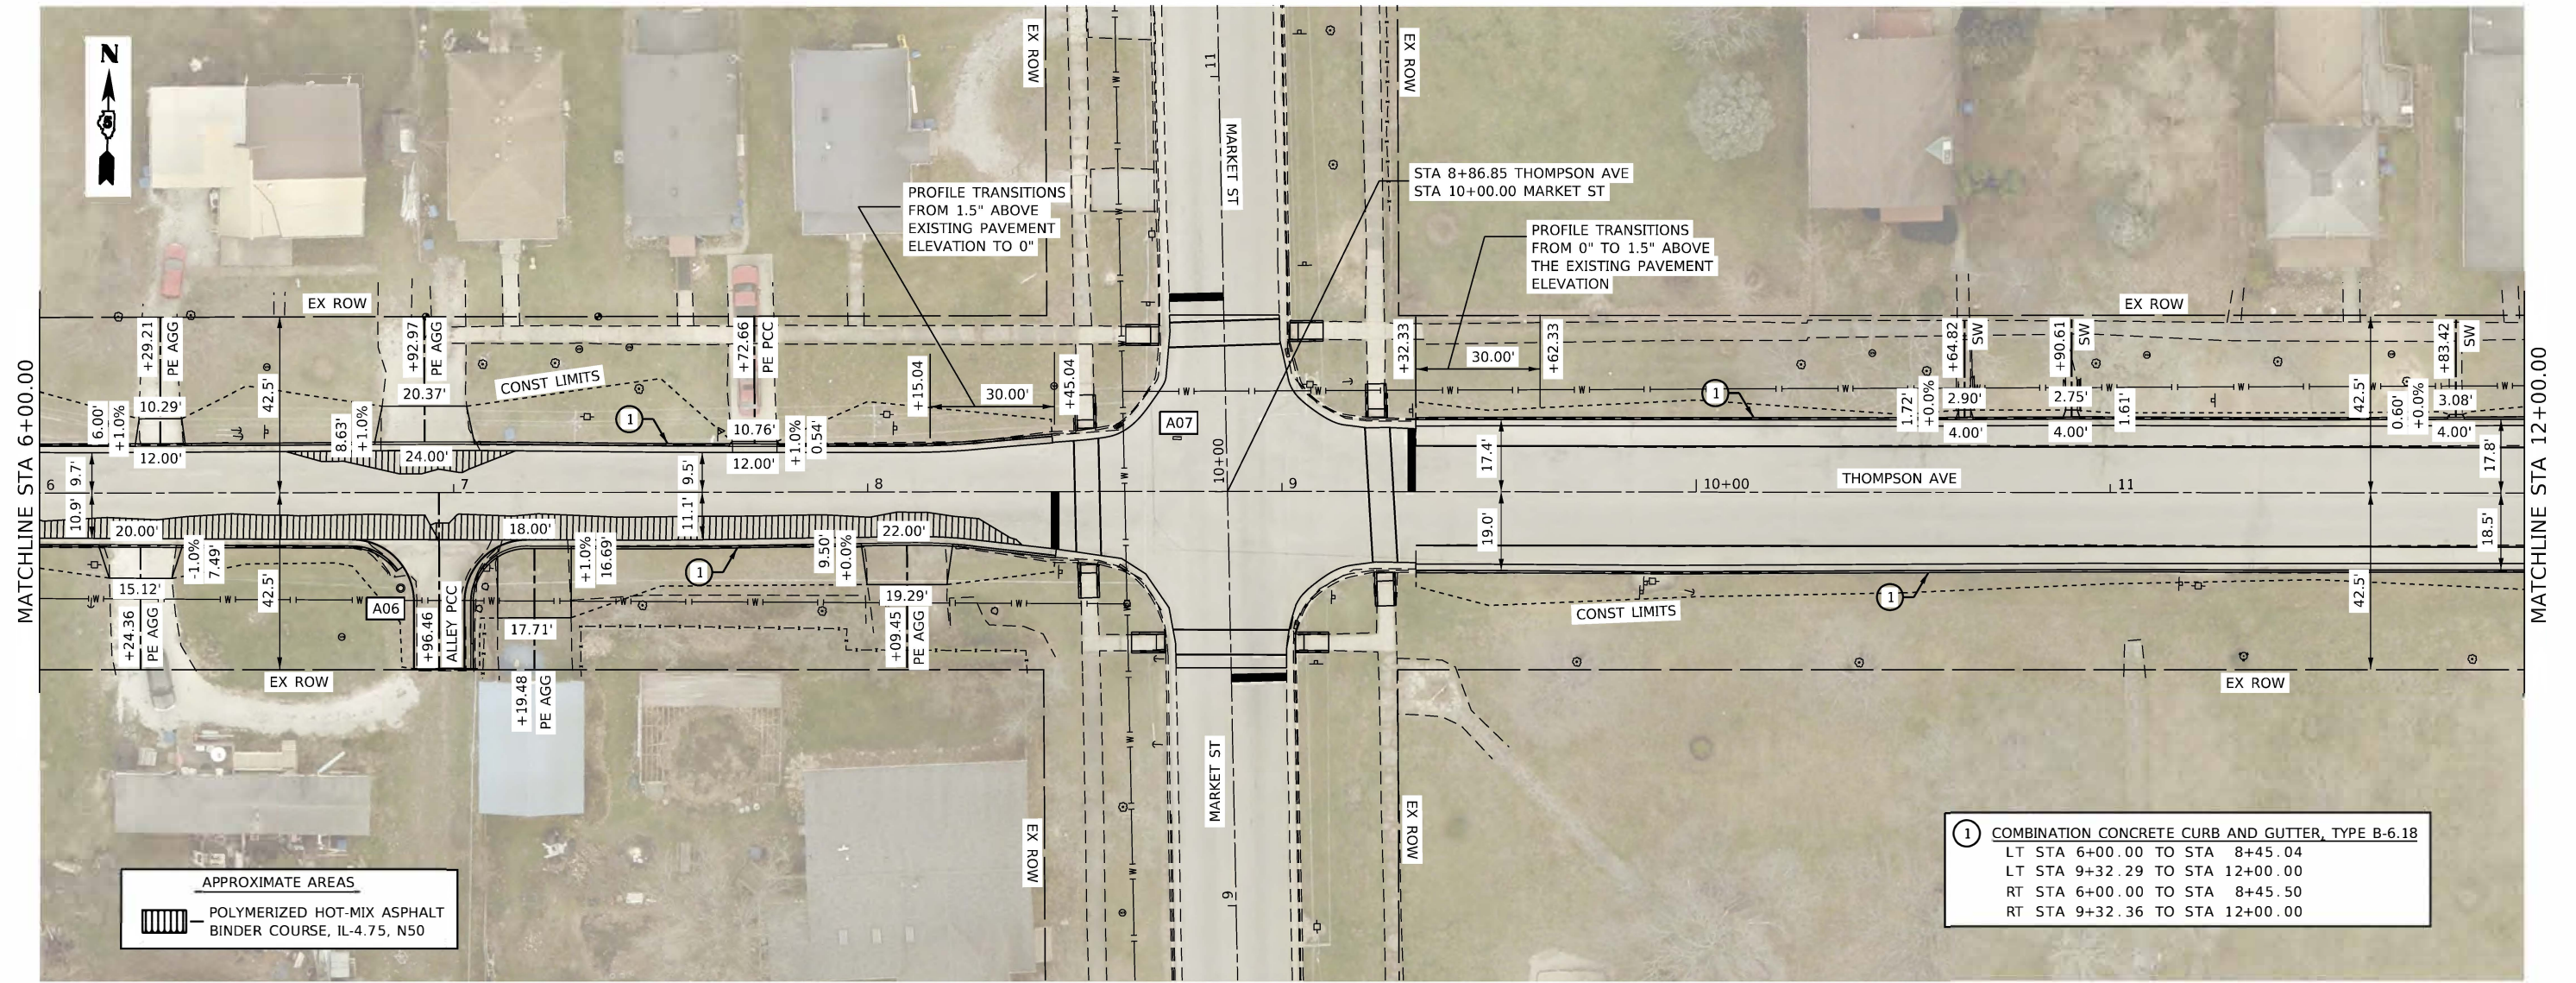 N
5
EX ROW
EX ROW
11
MARKET ST
PROFILE TRANSITIONS
FROM 1.5" ABOVE
EXISTING PAVEMENT
ELEVATION TO 0"
STA 8+86.85 THOMPSON AVE
STA 10+00.00 MARKET ST
PROFILE TRANSITIONS
FROM 0" TO 1.5" ABOVE
THE EXISTING PAVEMENT
ELEVATION
EX ROW
EX ROW
MATCHLINE STA 6+00.00
MATCHLINE STA 12+00.00
+29.21
PE AGG
+92.97
PE AGG
+72.66
PE PCC
+15.04
30.00'
+45.04
+32.33
30.00'
+62.33
+64.82
SW
+90.61
SW
+83.42
SW
CONST LIMITS
6.00'
+1.0%
10.29'
12.00'
42.5'
8.63'
+1.0%
20.37'
24.00'
1
10.76'
12.00'
+1.0%
0.54'
A07
1
1.72'
+0.0%
2.90'
4.00'
2.75'
4.00'
1.61'
42.5'
0.60'
+0.0%
3.08'
4.00'
9.7'
9.5'
17.4'
17.8'
6
7
8
10+00
9
10+00
THOMPSON AVE
11
10.9'
11.1'
19.0'
18.5'
20.00'
18.00'
22.00'
-1.0%
7.49'
15.12'
42.5'
A06
+1.0%
16.69'
17.71'
1
9.50'
+0.0%
19.29'
1
CONST LIMITS
42.5'
+24.36
PE AGG
+96.46
ALLEY PCC
+19.48
PE AGG
+09.45
PE AGG
EX ROW
EX ROW
W W W W W W W W W W W W W W W W W W W W
MARKET ST
EX ROW
EX ROW
9
APPROXIMATE AREAS
POLYMERIZED HOT-MIX ASPHALT
BINDER COURSE, IL-4.75, N50
1 COMBINATION CONCRETE CURB AND GUTTER, TYPE B-6.18
LT STA 6+00.00 TO STA 8+45.04
LT STA 9+32.29 TO STA 12+00.00
RT STA 6+00.00 TO STA 8+45.50
RT STA 9+32.36 TO STA 12+00.00